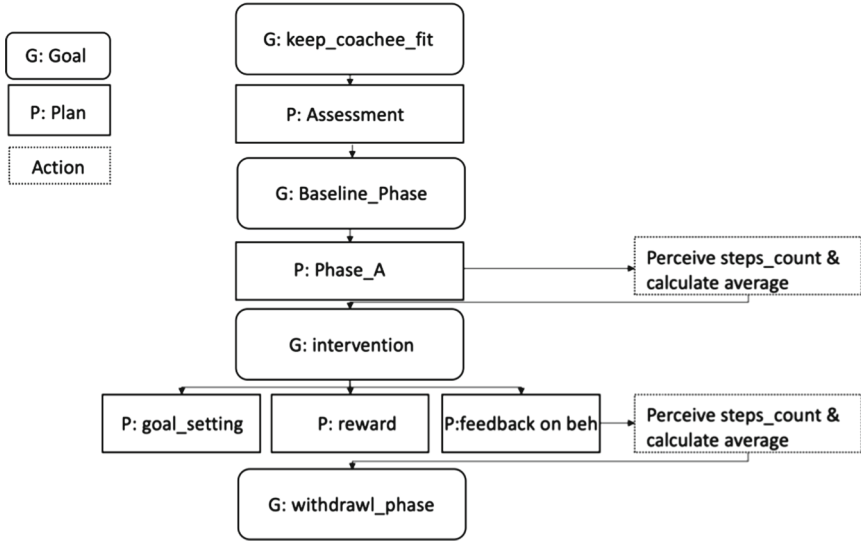 G: keep_coachee_fit
G: Goal
P: Plan
P: Assessment
Action
G: Baseline_Phase
P: Phase_A
Perceive steps_count &
calculate average
G: intervention
P: goal_setting
P: reward
P:feedback on beh
Perceive steps_count &
calculate average
G: withdrawl_phase